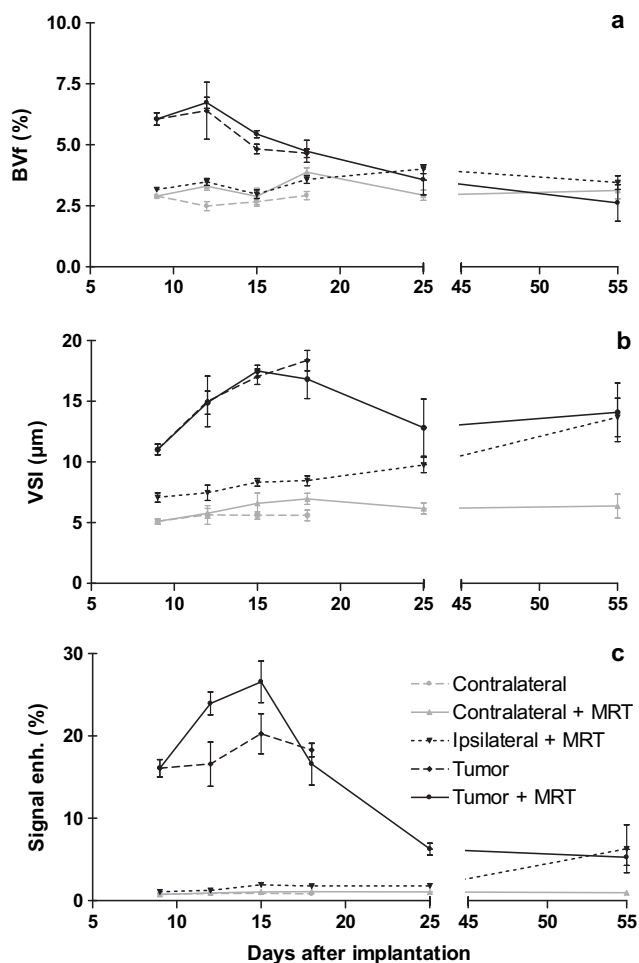 a
10.0
7.5
5.0
2.5
0.0
BVf (%)
5 10 15 20 25 45 50 55
b
20
15
10
5
0
VSI (µm)
5 10 15 20 25 45 50 55
c
30
20
10
0
Signal enh. (%)
Contralateral
Contralateral + MRT
Ipsilateral + MRT
Tumor
Tumor + MRT
5 10 15 20 25 45 50 55
Days after implantation